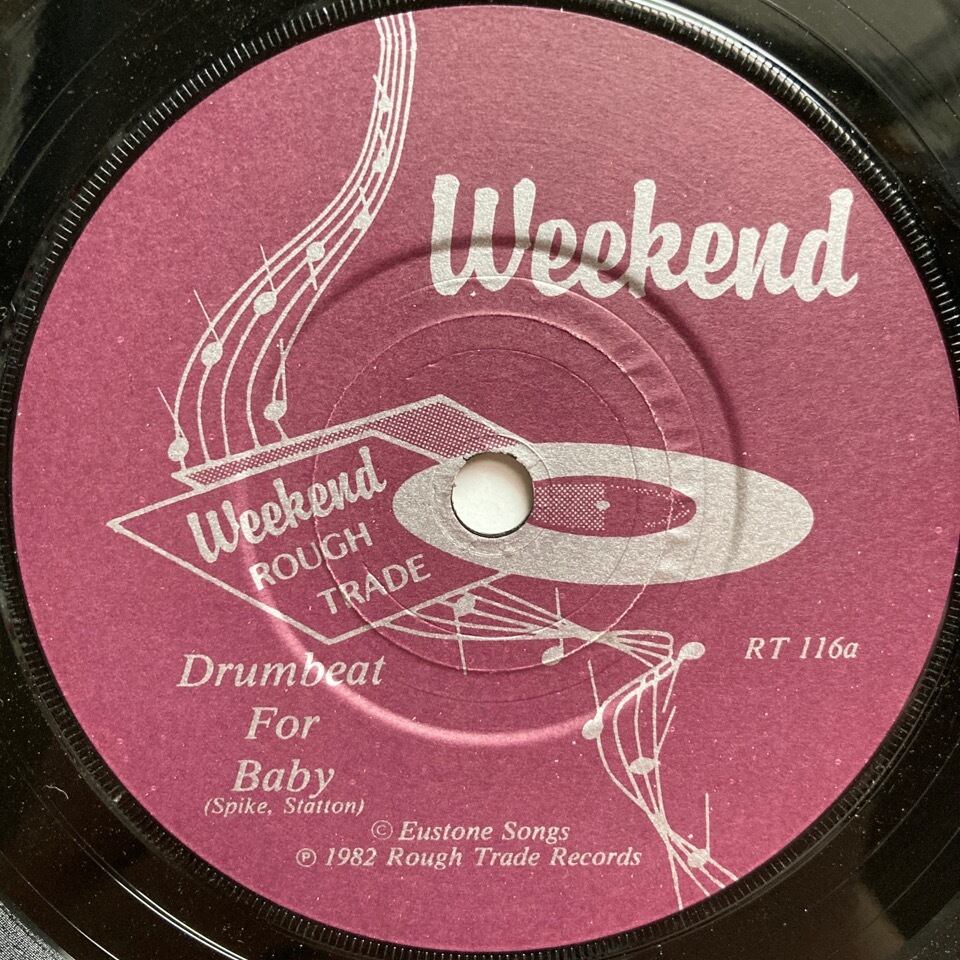 Weekend
Weekend
ROUGH
TRADE
RT 116a
Drumbeat
For
Baby
(Spike, Statton)
© Eustone Songs
℗ 1982 Rough Trade Records